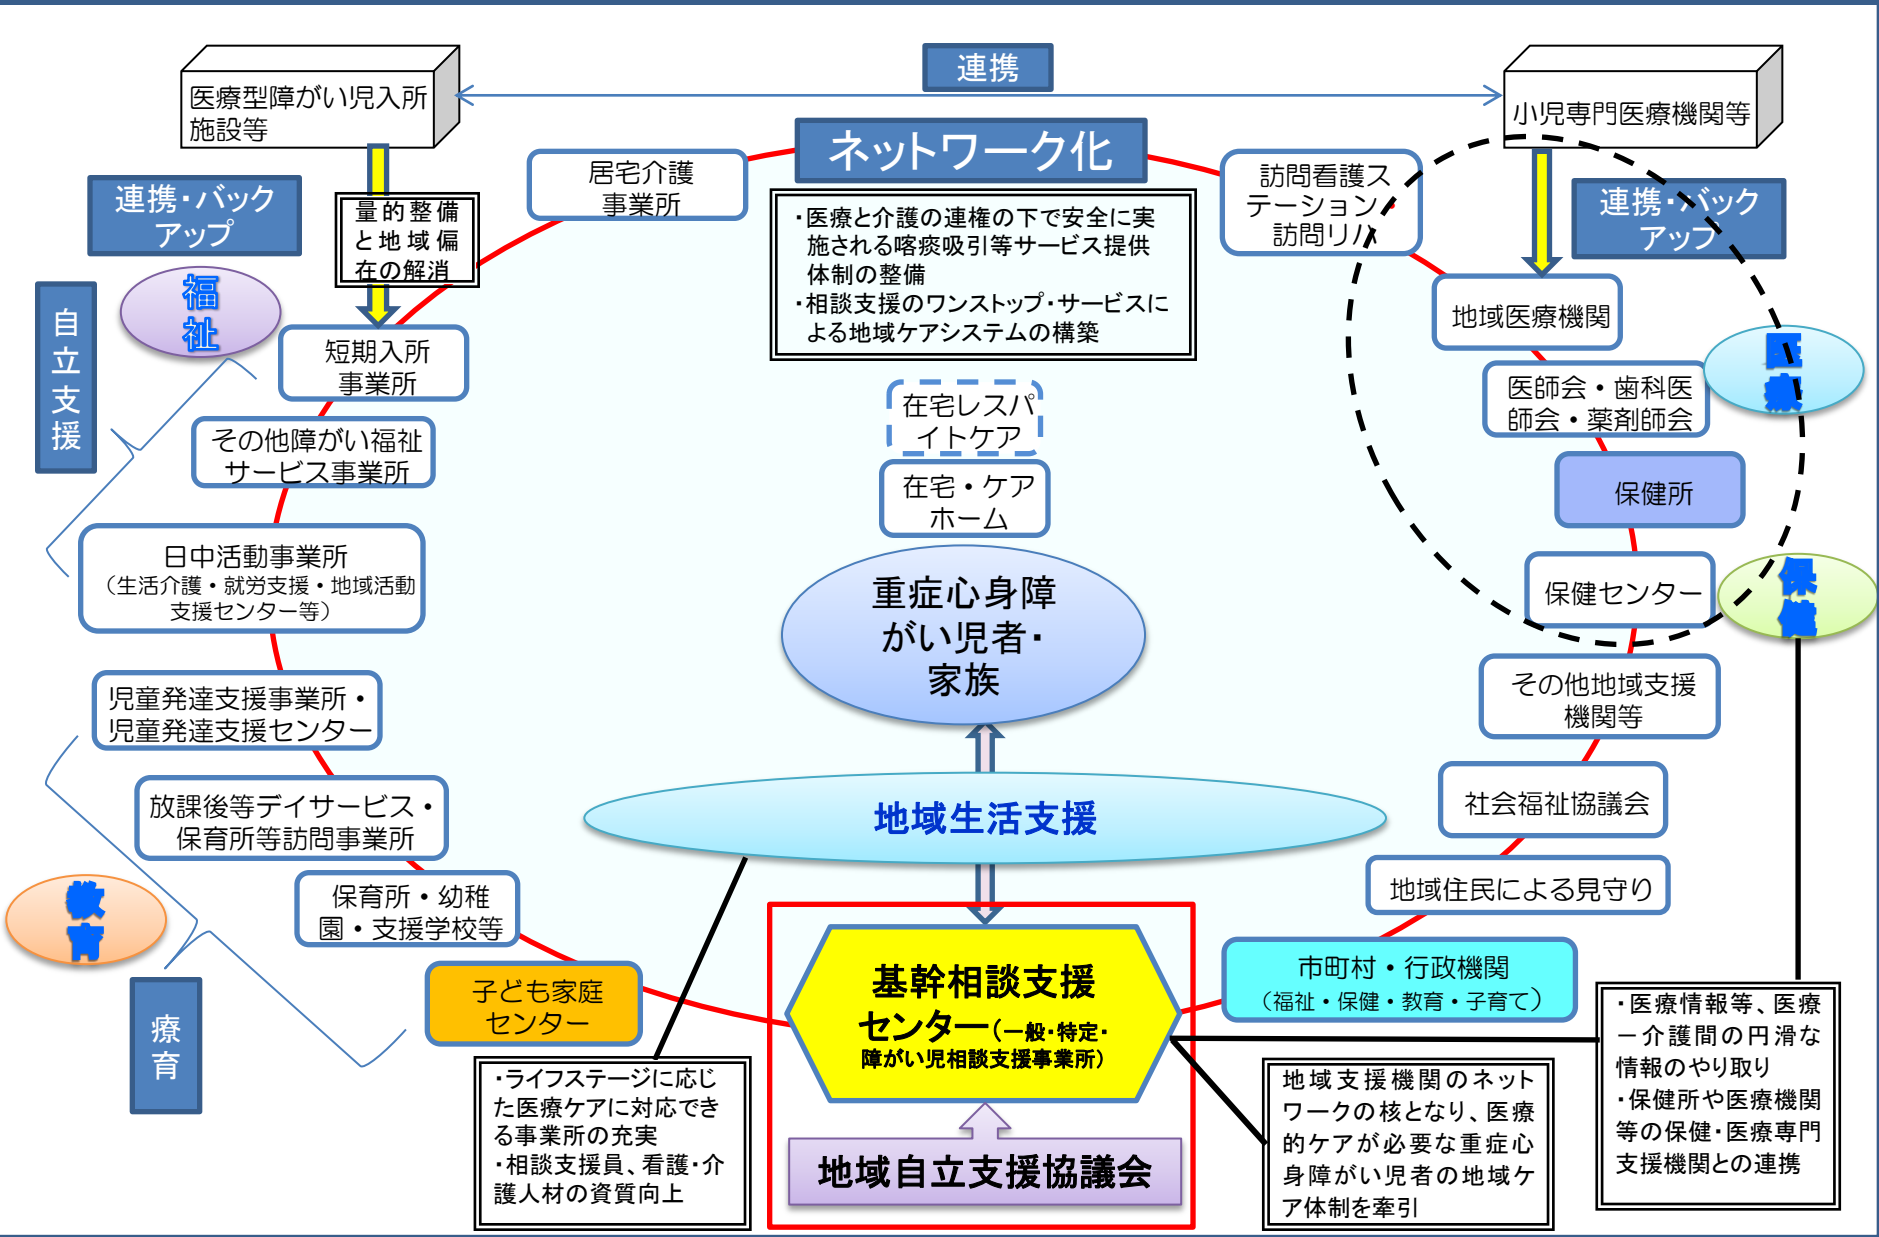 連携
医療型障がい児入所
施設等
小児専門医療機関等
ネットワーク化
居宅介護
事業所
訪問看護ス
テーション・
訪問リハ
連携・バック
アップ
連携・バック
アップ
量的整備
と地域偏
在の解消
・医療と介護の連権の下で安全に実
施される喀痰吸引等サービス提供
体制の整備
・相談支援のワンストップ・サービスに
よる地域ケアシステムの構築
福
祉
自
立
支
援
短期入所
事業所
地域医療機関
医療
医師会・歯科医
師会・薬剤師会
在宅レスパ
イトケア
その他障がい福祉
サービス事業所
在宅・ケア
ホーム
保健所
日中活動事業所
（生活介護・就労支援・地域活動
支援センター等）
重症心身障
がい児者・
家族
保健センター
保
健
児童発達支援事業所・
児童発達支援センター
その他地域支援
機関等
放課後等デイサービス・
保育所等訪問事業所
地域生活支援
社会福祉協議会
保育所・幼稚
園・支援学校等
地域住民による見守り
教
育
療
育
子ども家庭
センター
基幹相談支援
センター（一般・特定・
障がい児相談支援事業所）
市町村・行政機関
（福祉・保健・教育・子育て）
・ライフステージに応じ
た医療ケアに対応でき
る事業所の充実
・相談支援員、看護・介
護人材の資質向上
地域自立支援協議会
地域支援機関のネット
ワークの核となり、医療
的ケアが必要な重症心
身障がい児者の地域ケ
ア体制を牽引
・医療情報等、医療
－介護間の円滑な
情報のやり取り
・保健所や医療機関
等の保健・医療専門
支援機関との連携